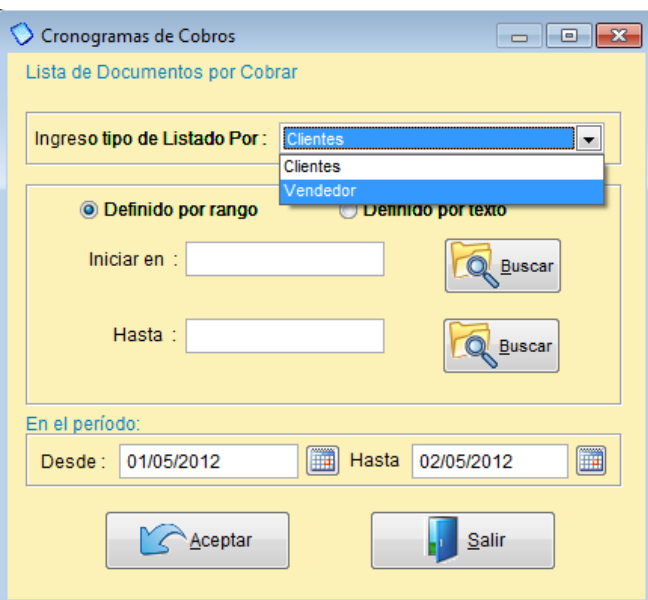 Cronogramas de Cobros
Lista de Documentos por Cobrar
Ingreso tipo de Listado Por : Clientes
Clientes
Vendedor
Definido por rango Definido por texto
Iniciar en : Buscar
Hasta : Buscar
En el período:
Desde : 01/05/2012 Hasta 02/05/2012
Aceptar Salir